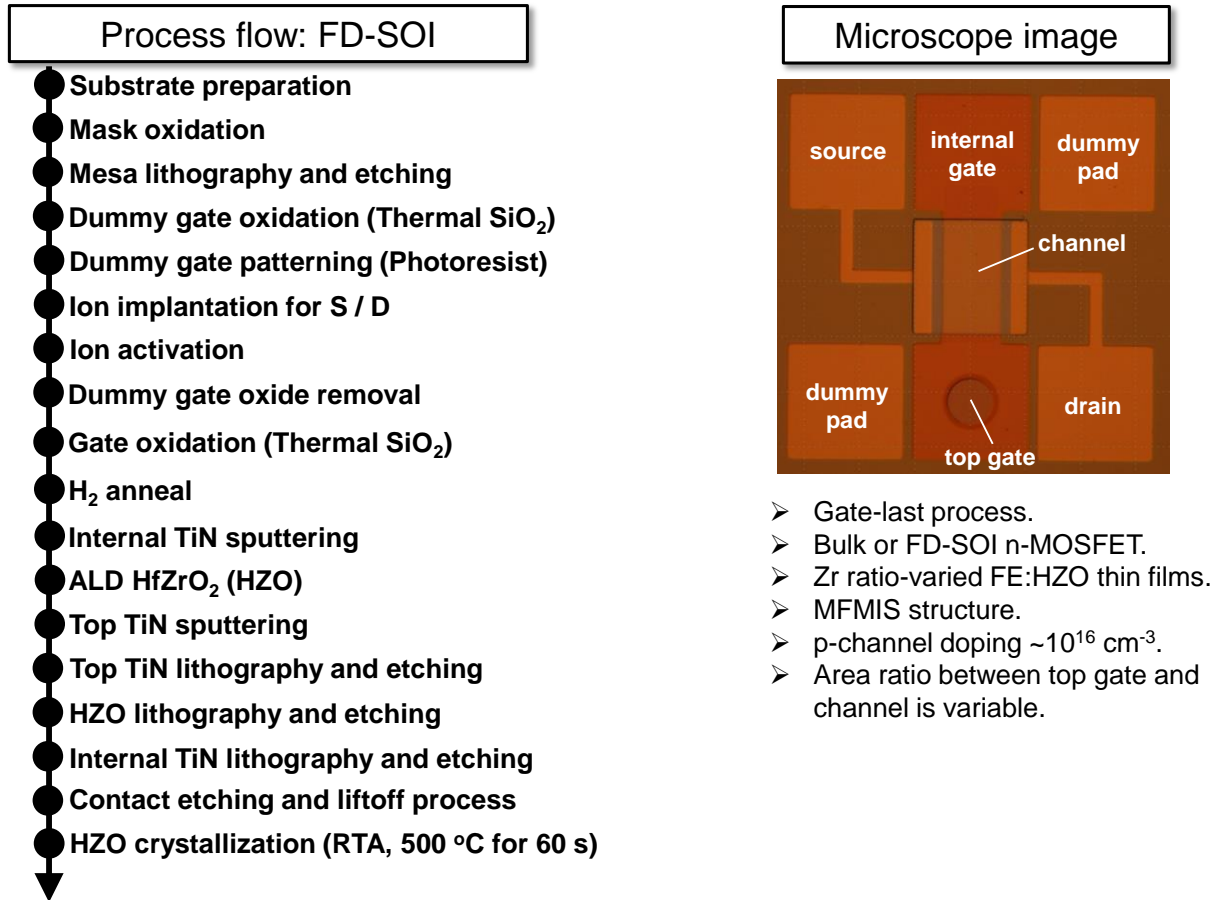 Process flow: FD-SOI
Substrate preparation
Mask oxidation
Mesa lithography and etching
Dummy gate oxidation (Thermal SiO₂)
Dummy gate patterning (Photoresist)
Ion implantation for S / D
Ion activation
Dummy gate oxide removal
Gate oxidation (Thermal SiO₂)
H₂ anneal
Internal TiN sputtering
ALD HfZrO₂ (HZO)
Top TiN sputtering
Top TiN lithography and etching
HZO lithography and etching
Internal TiN lithography and etching
Contact etching and liftoff process
HZO crystallization (RTA, 500 ºC for 60 s)
Microscope image
source
internal
gate
dummy
pad
channel
dummy
pad
drain
top gate
➢ Gate-last process.
➢ Bulk or FD-SOI n-MOSFET.
➢ Zr ratio-varied FE:HZO thin films.
➢ MFMIS structure.
➢ p-channel doping ~10¹⁶ cm⁻³.
➢ Area ratio between top gate and
channel is variable.